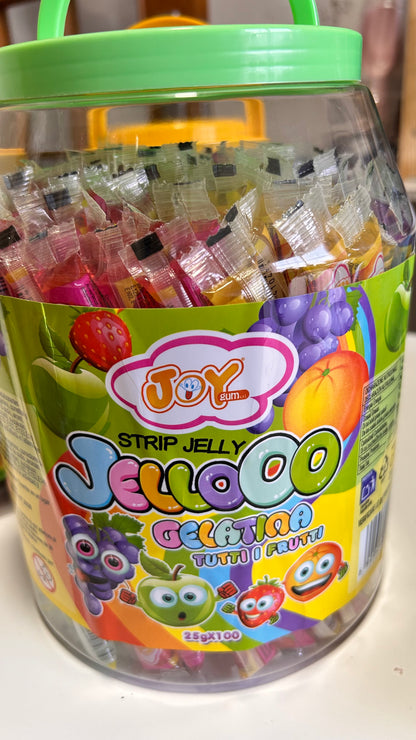 JOY
gum
STRIP JELLY
JELLOOO
GELATINA
TUTTI I FRUTTI
25gX100